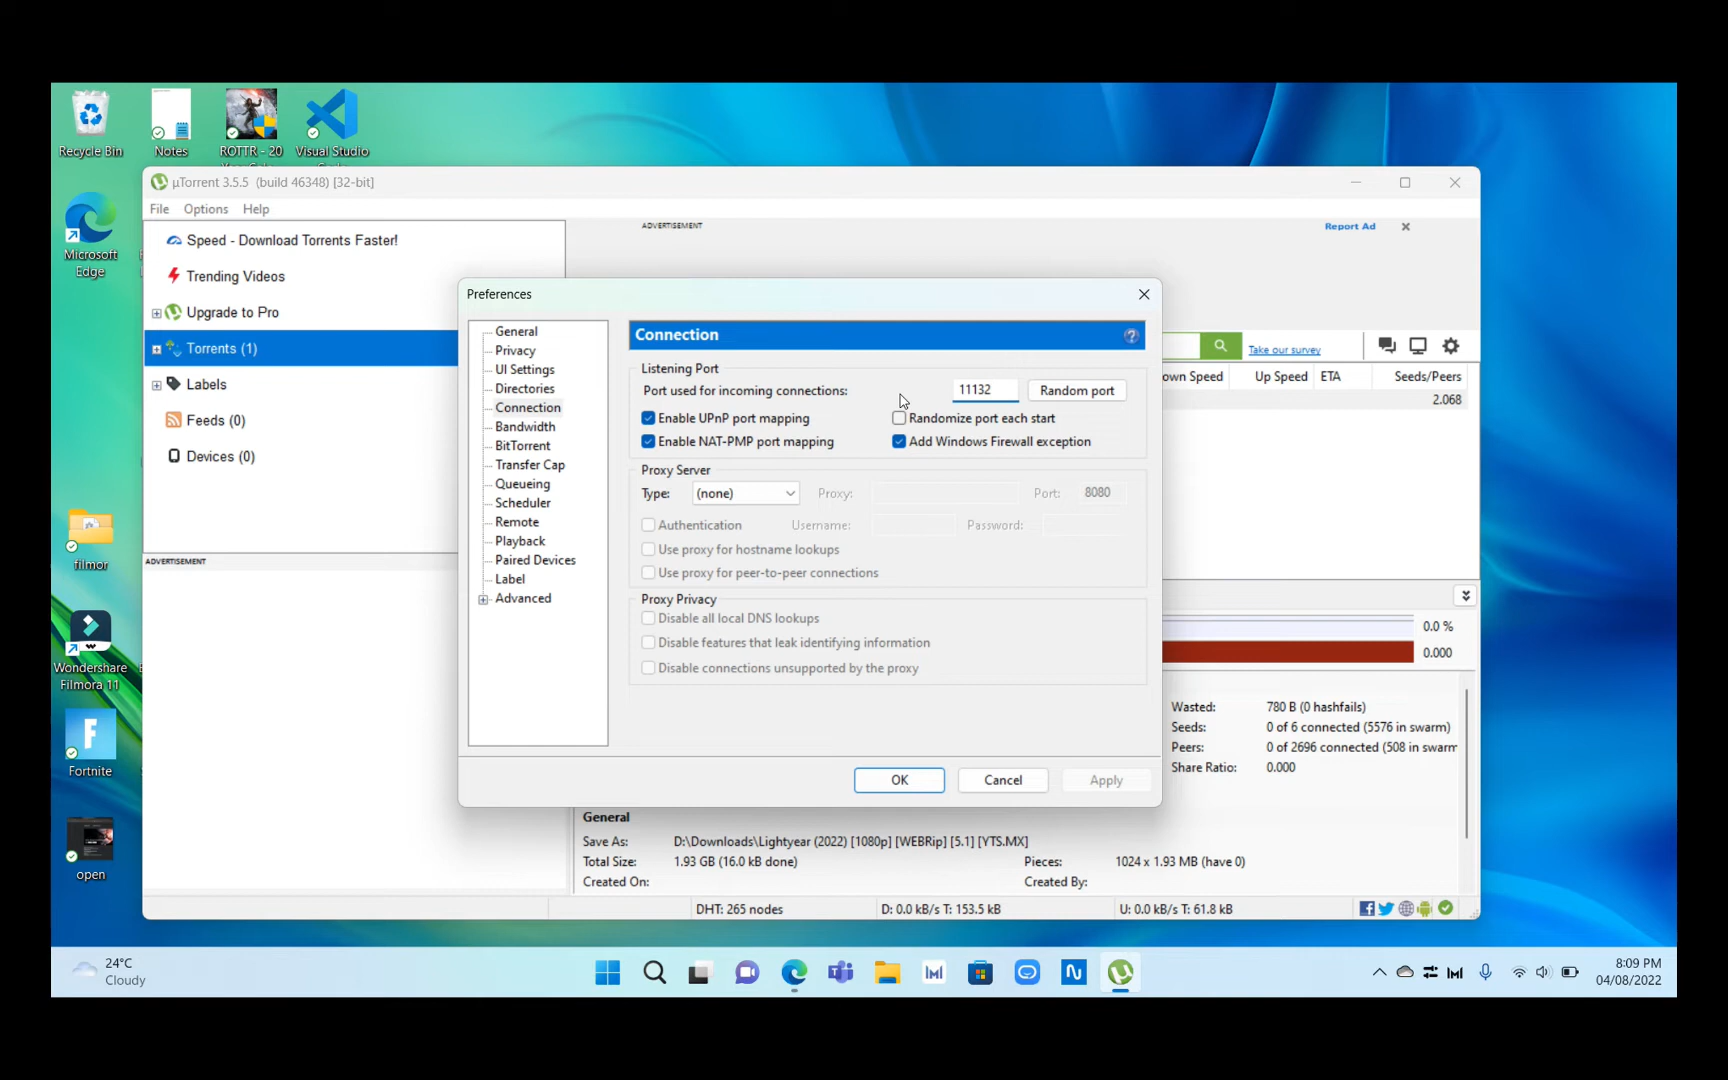 Recycle Bin
Notes
ROTTR - 20
Visual Studio
Microsoft
Edge
filmor
Wondershare
Filmora 11
Fortnite
open
µTorrent 3.5.5 (build 46348) [32-bit]
File Options Help
Speed - Download Torrents Faster!
Trending Videos
Upgrade to Pro
Torrents (1)
Labels
Feeds (0)
Devices (0)
ADVERTISEMENT
ADVERTISEMENT
Report Ad
Take our survey
own Speed Up Speed ETA Seeds/Peers
2.068
Preferences
General
Privacy
UI Settings
Directories
Connection
Bandwidth
BitTorrent
Transfer Cap
Queueing
Scheduler
Remote
Playback
Paired Devices
Label
Advanced
Connection
Listening Port
Port used for incoming connections: 11132 Random port
Enable UPnP port mapping Randomize port each start
Enable NAT-PMP port mapping Add Windows Firewall exception
Proxy Server
Type: (none) Proxy: Port: 8080
Authentication Username: Password:
Use proxy for hostname lookups
Use proxy for peer-to-peer connections
Proxy Privacy
Disable all local DNS lookups
Disable features that leak identifying information
Disable connections unsupported by the proxy
OK Cancel Apply
0.0 %
0.000
Wasted: 780 B (0 hashfails)
Seeds: 0 of 6 connected (5576 in swarm)
Peers: 0 of 2696 connected (508 in swarm
Share Ratio: 0.000
General
Save As: D:\Downloads\Lightyear (2022) [1080p] [WEBRip] [5.1] [YTS.MX]
Total Size: 1.93 GB (16.0 kB done) Pieces: 1024 x 1.93 MB (have 0)
Created On: Created By:
DHT: 265 nodes D: 0.0 kB/s T: 153.5 kB U: 0.0 kB/s T: 61.8 kB
24°C
Cloudy
8:09 PM
04/08/2022